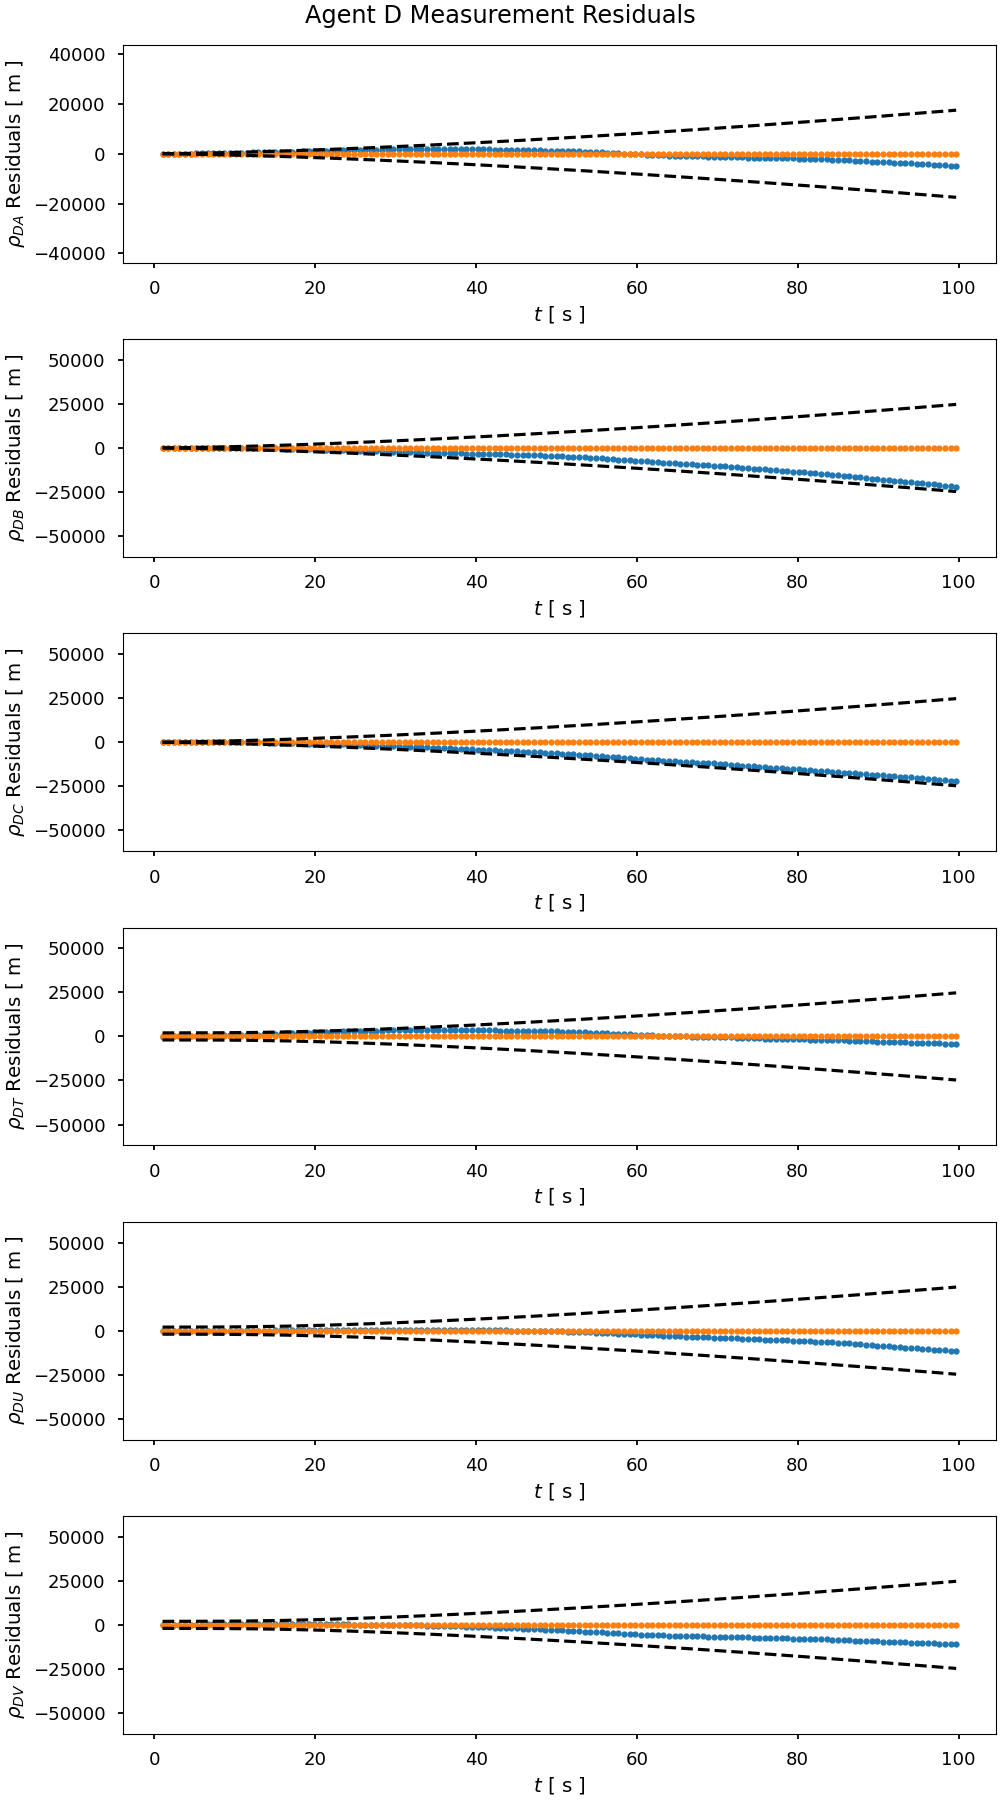 Agent D Measurement Residuals
ρDA Residuals [ m ]
40000
20000
0
−20000
−40000
0 20 40 60 80 100
t [ s ]
ρDB Residuals [ m ]
50000
25000
0
−25000
−50000
0 20 40 60 80 100
t [ s ]
ρDC Residuals [ m ]
50000
25000
0
−25000
−50000
0 20 40 60 80 100
t [ s ]
ρDT Residuals [ m ]
50000
25000
0
−25000
−50000
0 20 40 60 80 100
t [ s ]
ρDU Residuals [ m ]
50000
25000
0
−25000
−50000
0 20 40 60 80 100
t [ s ]
ρDV Residuals [ m ]
50000
25000
0
−25000
−50000
0 20 40 60 80 100
t [ s ]